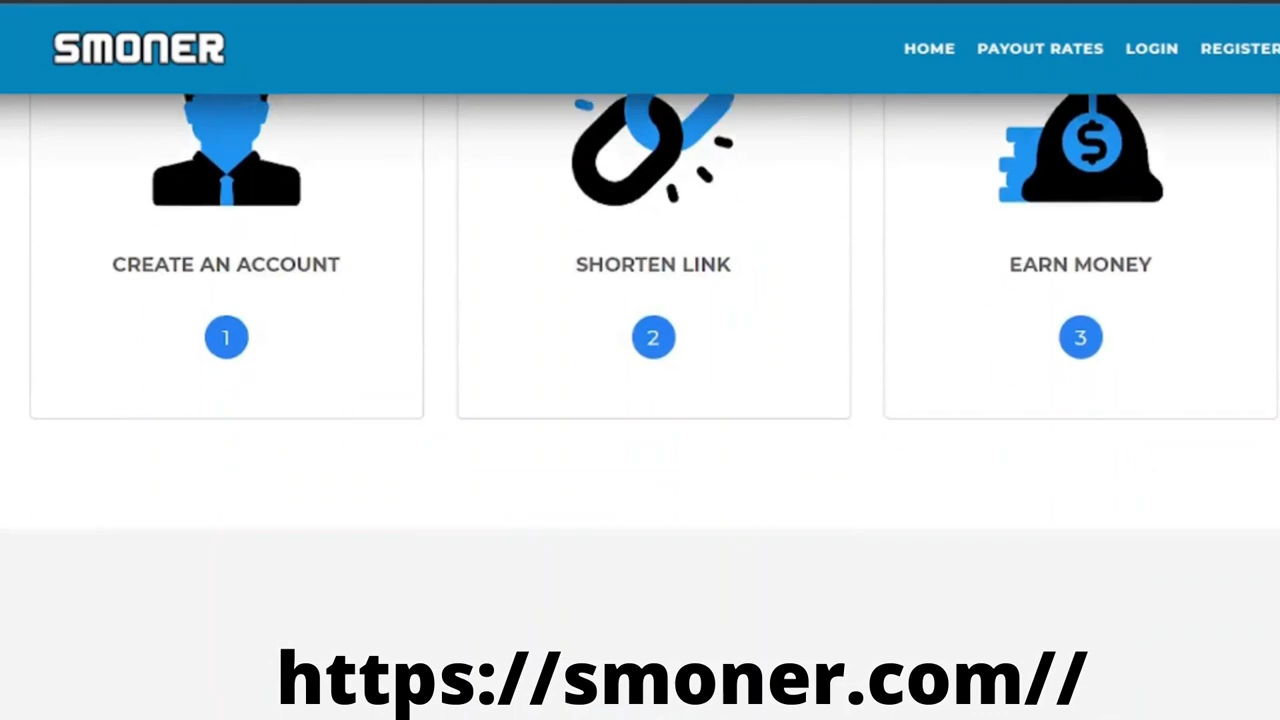 SMONER
HOME PAYOUT RATES LOGIN REGISTER
CREATE AN ACCOUNT SHORTEN LINK EARN MONEY
1 2 3
https://smoner.com//